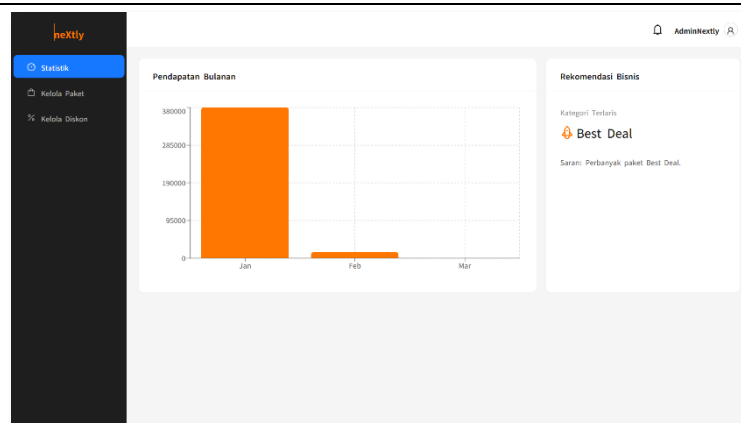 neXtly
AdminNextly
Statistik
Kelola Paket
Kelola Diskon
Pendapatan Bulanan
380000
285000
190000
95000
0
Jan
Feb
Mar
Rekomendasi Bisnis
Kategori Terlaris
Best Deal
Saran: Perbanyak paket Best Deal.